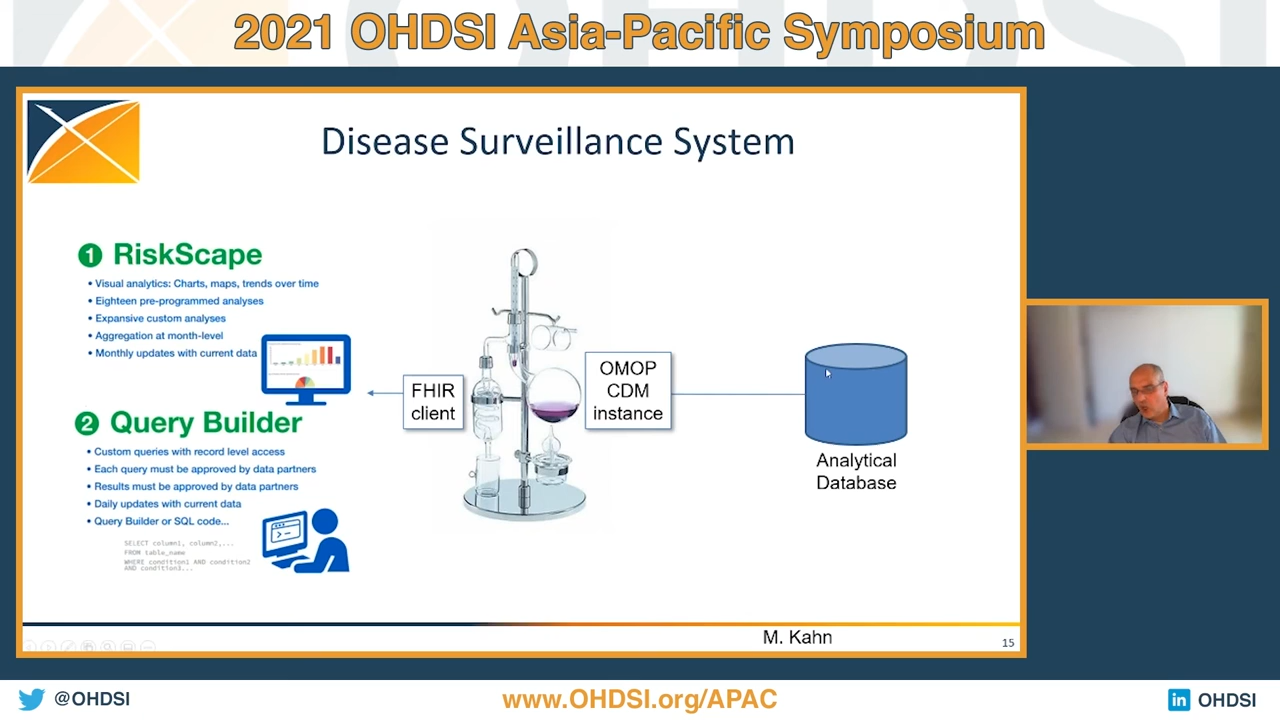 2021 OHDSI Asia-Pacific Symposium
Disease Surveillance System
1 RiskScape
• Visual analytics: Charts, maps, trends over time
• Eighteen pre-programmed analyses
• Expansive custom analyses
• Aggregation at month-level
• Monthly updates with current data
2 Query Builder
• Custom queries with record level access
• Each query must be approved by data partners
• Results must be approved by data partners
• Daily updates with current data
• Query Builder or SQL code...
SELECT column1, column2,...
FROM table_name
WHERE condition1 AND condition2
AND condition3...
FHIR
client
OMOP
CDM
instance
Analytical
Database
M. Kahn
15
@OHDSI
www.OHDSI.org/APAC
in OHDSI